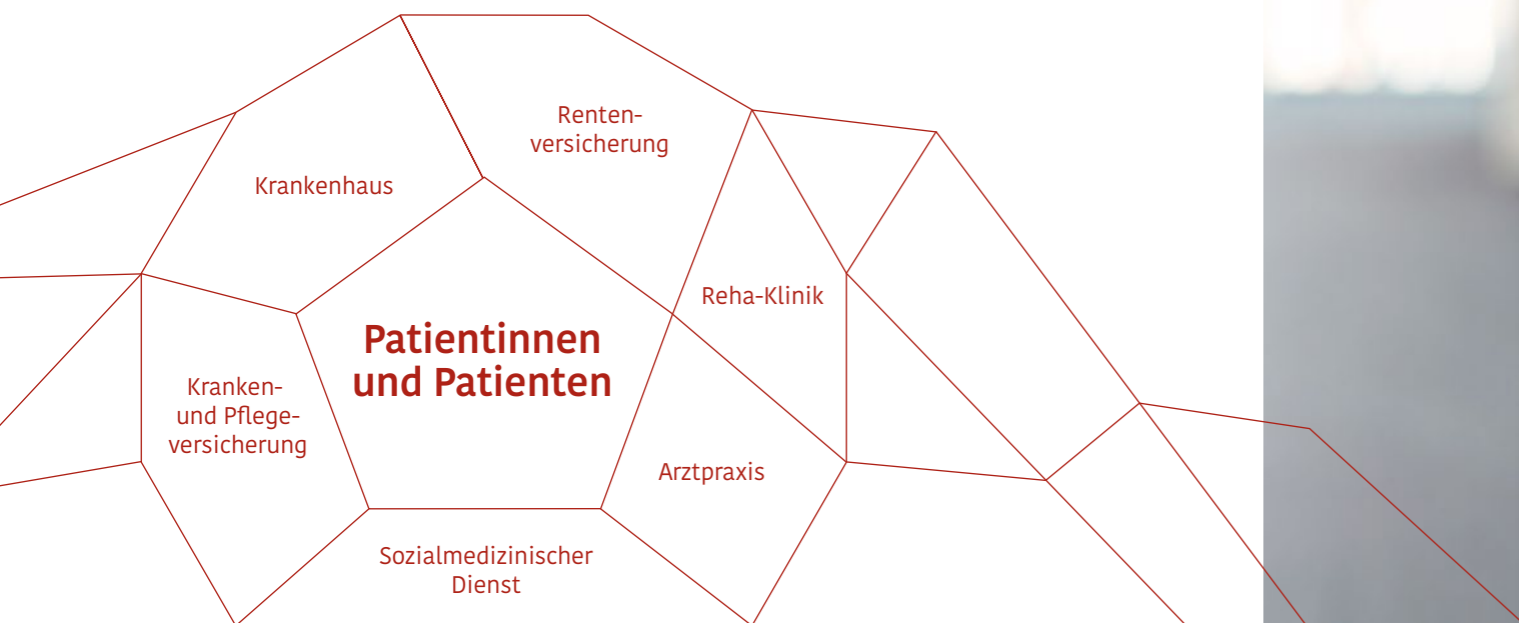 Renten-
versicherung
Krankenhaus
Reha-Klinik
Patientinnen
und Patienten
Kranken-
und Pflege-
versicherung
Arztpraxis
Sozialmedizinischer
Dienst